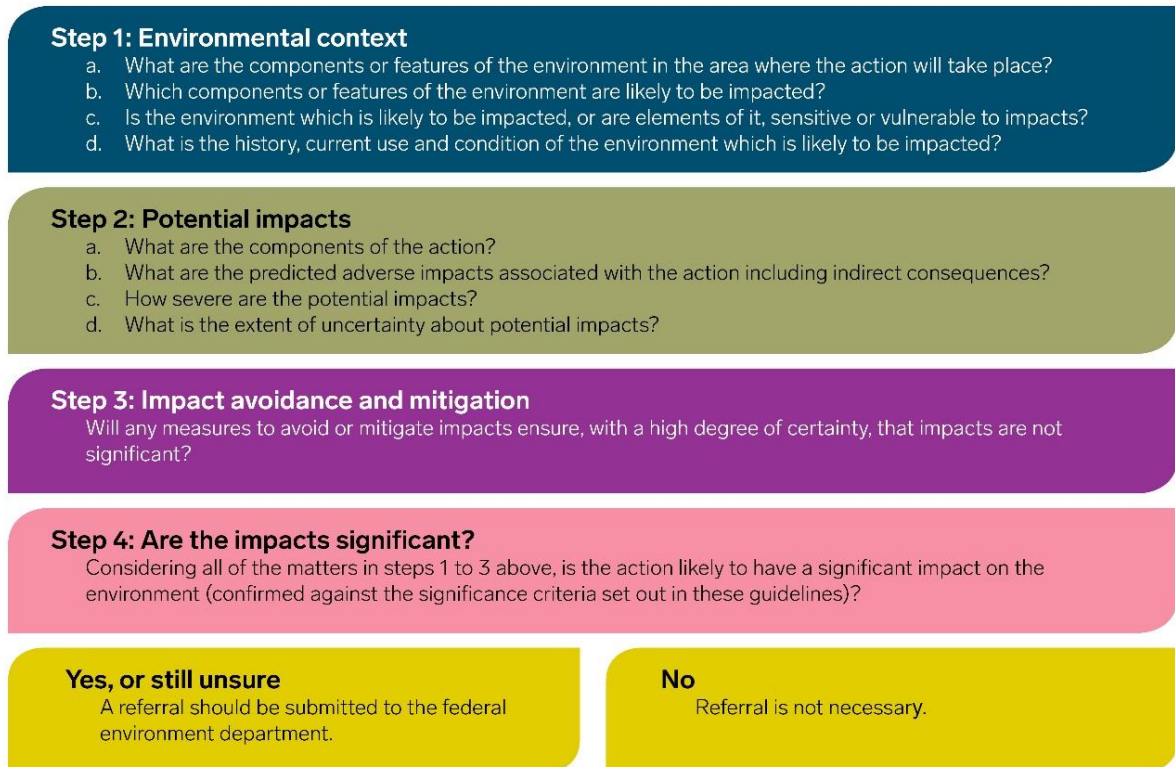 Step 1: Environmental context
a. What are the components or features of the environment in the area where the action will take place?
b. Which components or features of the environment are likely to be impacted?
c. Is the environment which is likely to be impacted, or are elements of it, sensitive or vulnerable to impacts?
d. What is the history, current use and condition of the environment which is likely to be impacted?
Step 2: Potential impacts
a. What are the components of the action?
b. What are the predicted adverse impacts associated with the action including indirect consequences?
c. How severe are the potential impacts?
d. What is the extent of uncertainty about potential impacts?
Step 3: Impact avoidance and mitigation
Will any measures to avoid or mitigate impacts ensure, with a high degree of certainty, that impacts are not
significant?
Step 4: Are the impacts significant?
Considering all of the matters in steps 1 to 3 above, is the action likely to have a significant impact on the
environment (confirmed against the significance criteria set out in these guidelines)?
Yes, or still unsure
A referral should be submitted to the federal
environment department.
No
Referral is not necessary.